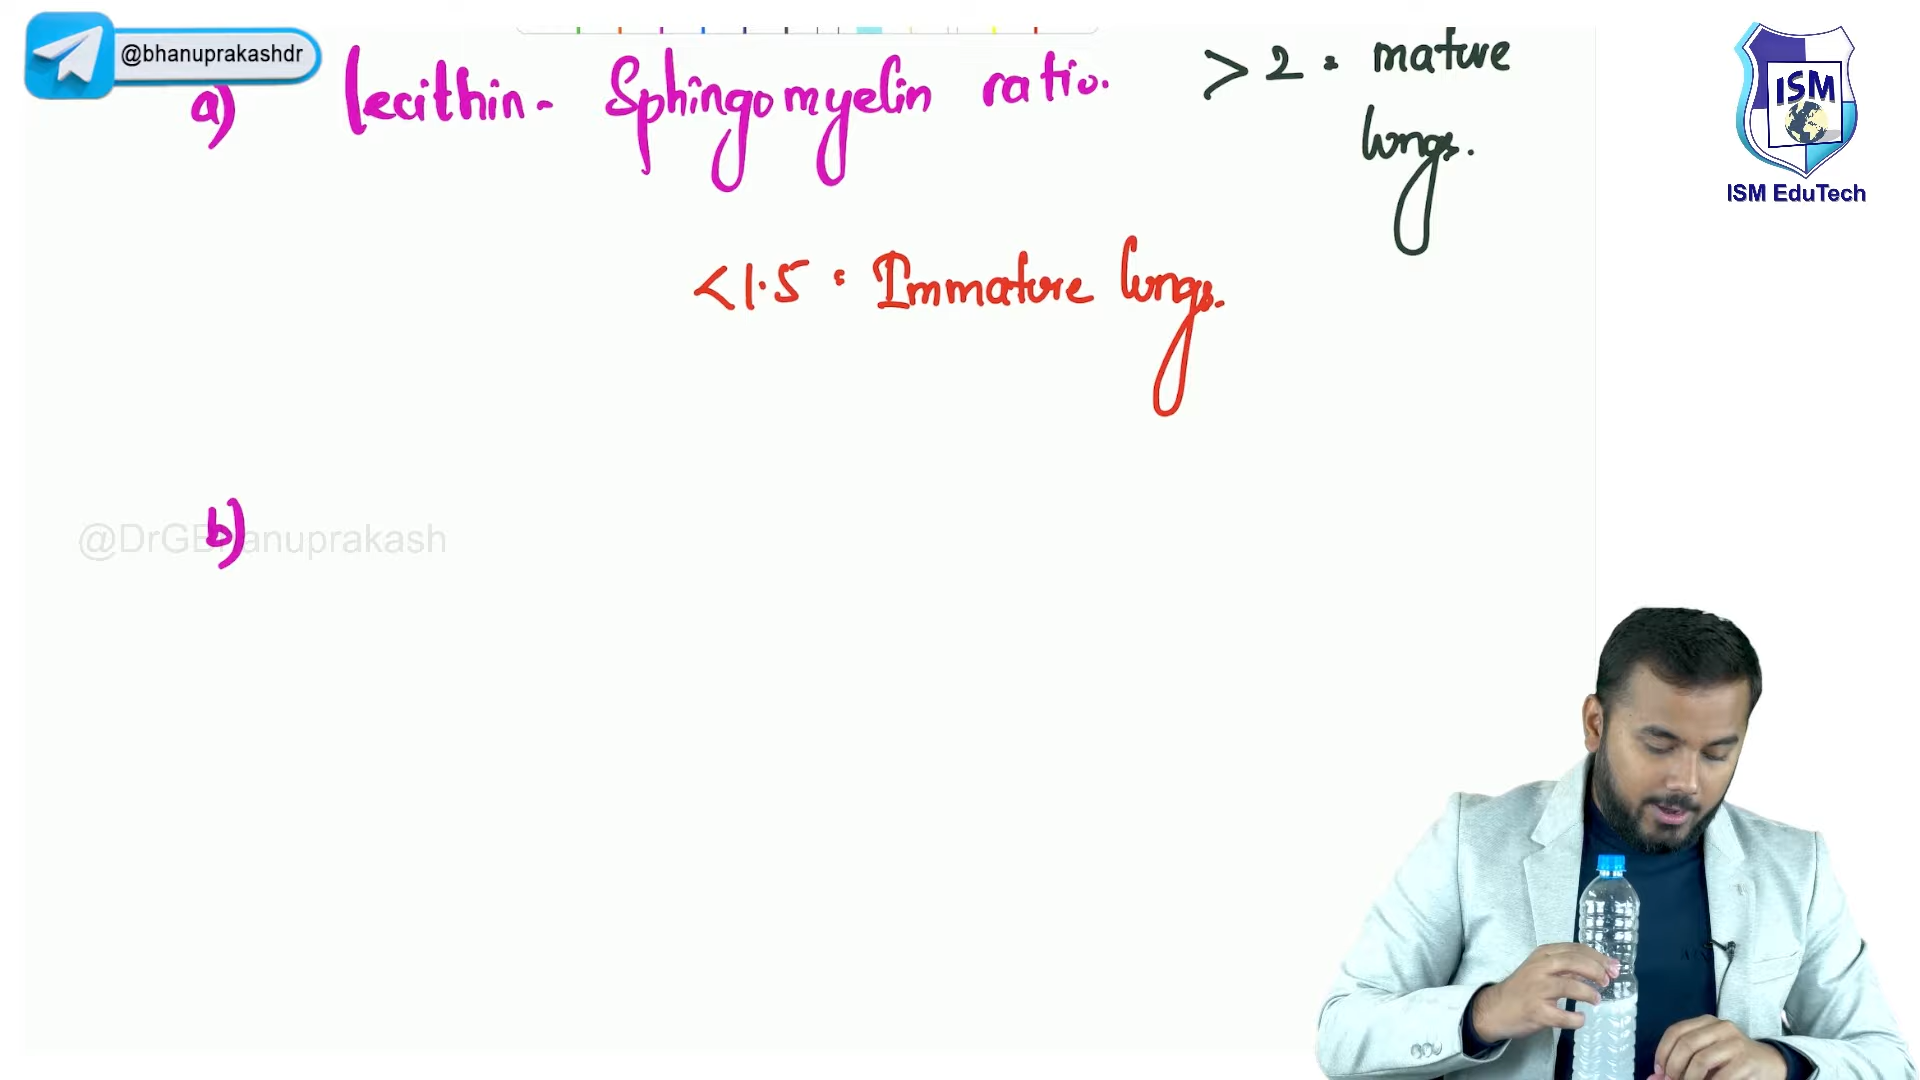 @bhanuprakashdr
a) lecithin - Sphingomyelin ratio. > 2 = mature
lungs.
ISM
ISM EduTech
< 1.5 = Immature lungs.
b)
@DrGBhanuprakash